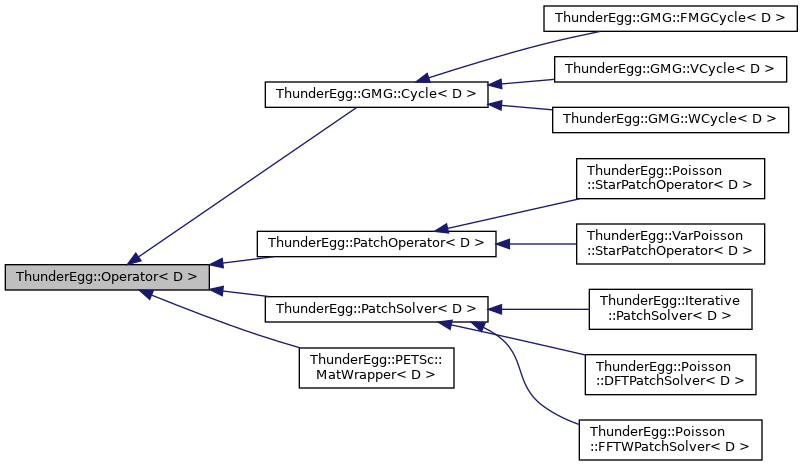 ThunderEgg::GMG::FMGCycle< D >
ThunderEgg::GMG::VCycle< D >
ThunderEgg::GMG::Cycle< D >
ThunderEgg::GMG::WCycle< D >
ThunderEgg::Poisson
::StarPatchOperator< D >
ThunderEgg::PatchOperator< D >
ThunderEgg::VarPoisson
::StarPatchOperator< D >
ThunderEgg::Operator< D >
ThunderEgg::PatchSolver< D >
ThunderEgg::Iterative
::PatchSolver< D >
ThunderEgg::PETSc::
MatWrapper< D >
ThunderEgg::Poisson
::DFTPatchSolver< D >
ThunderEgg::Poisson
::FFTWPatchSolver< D >